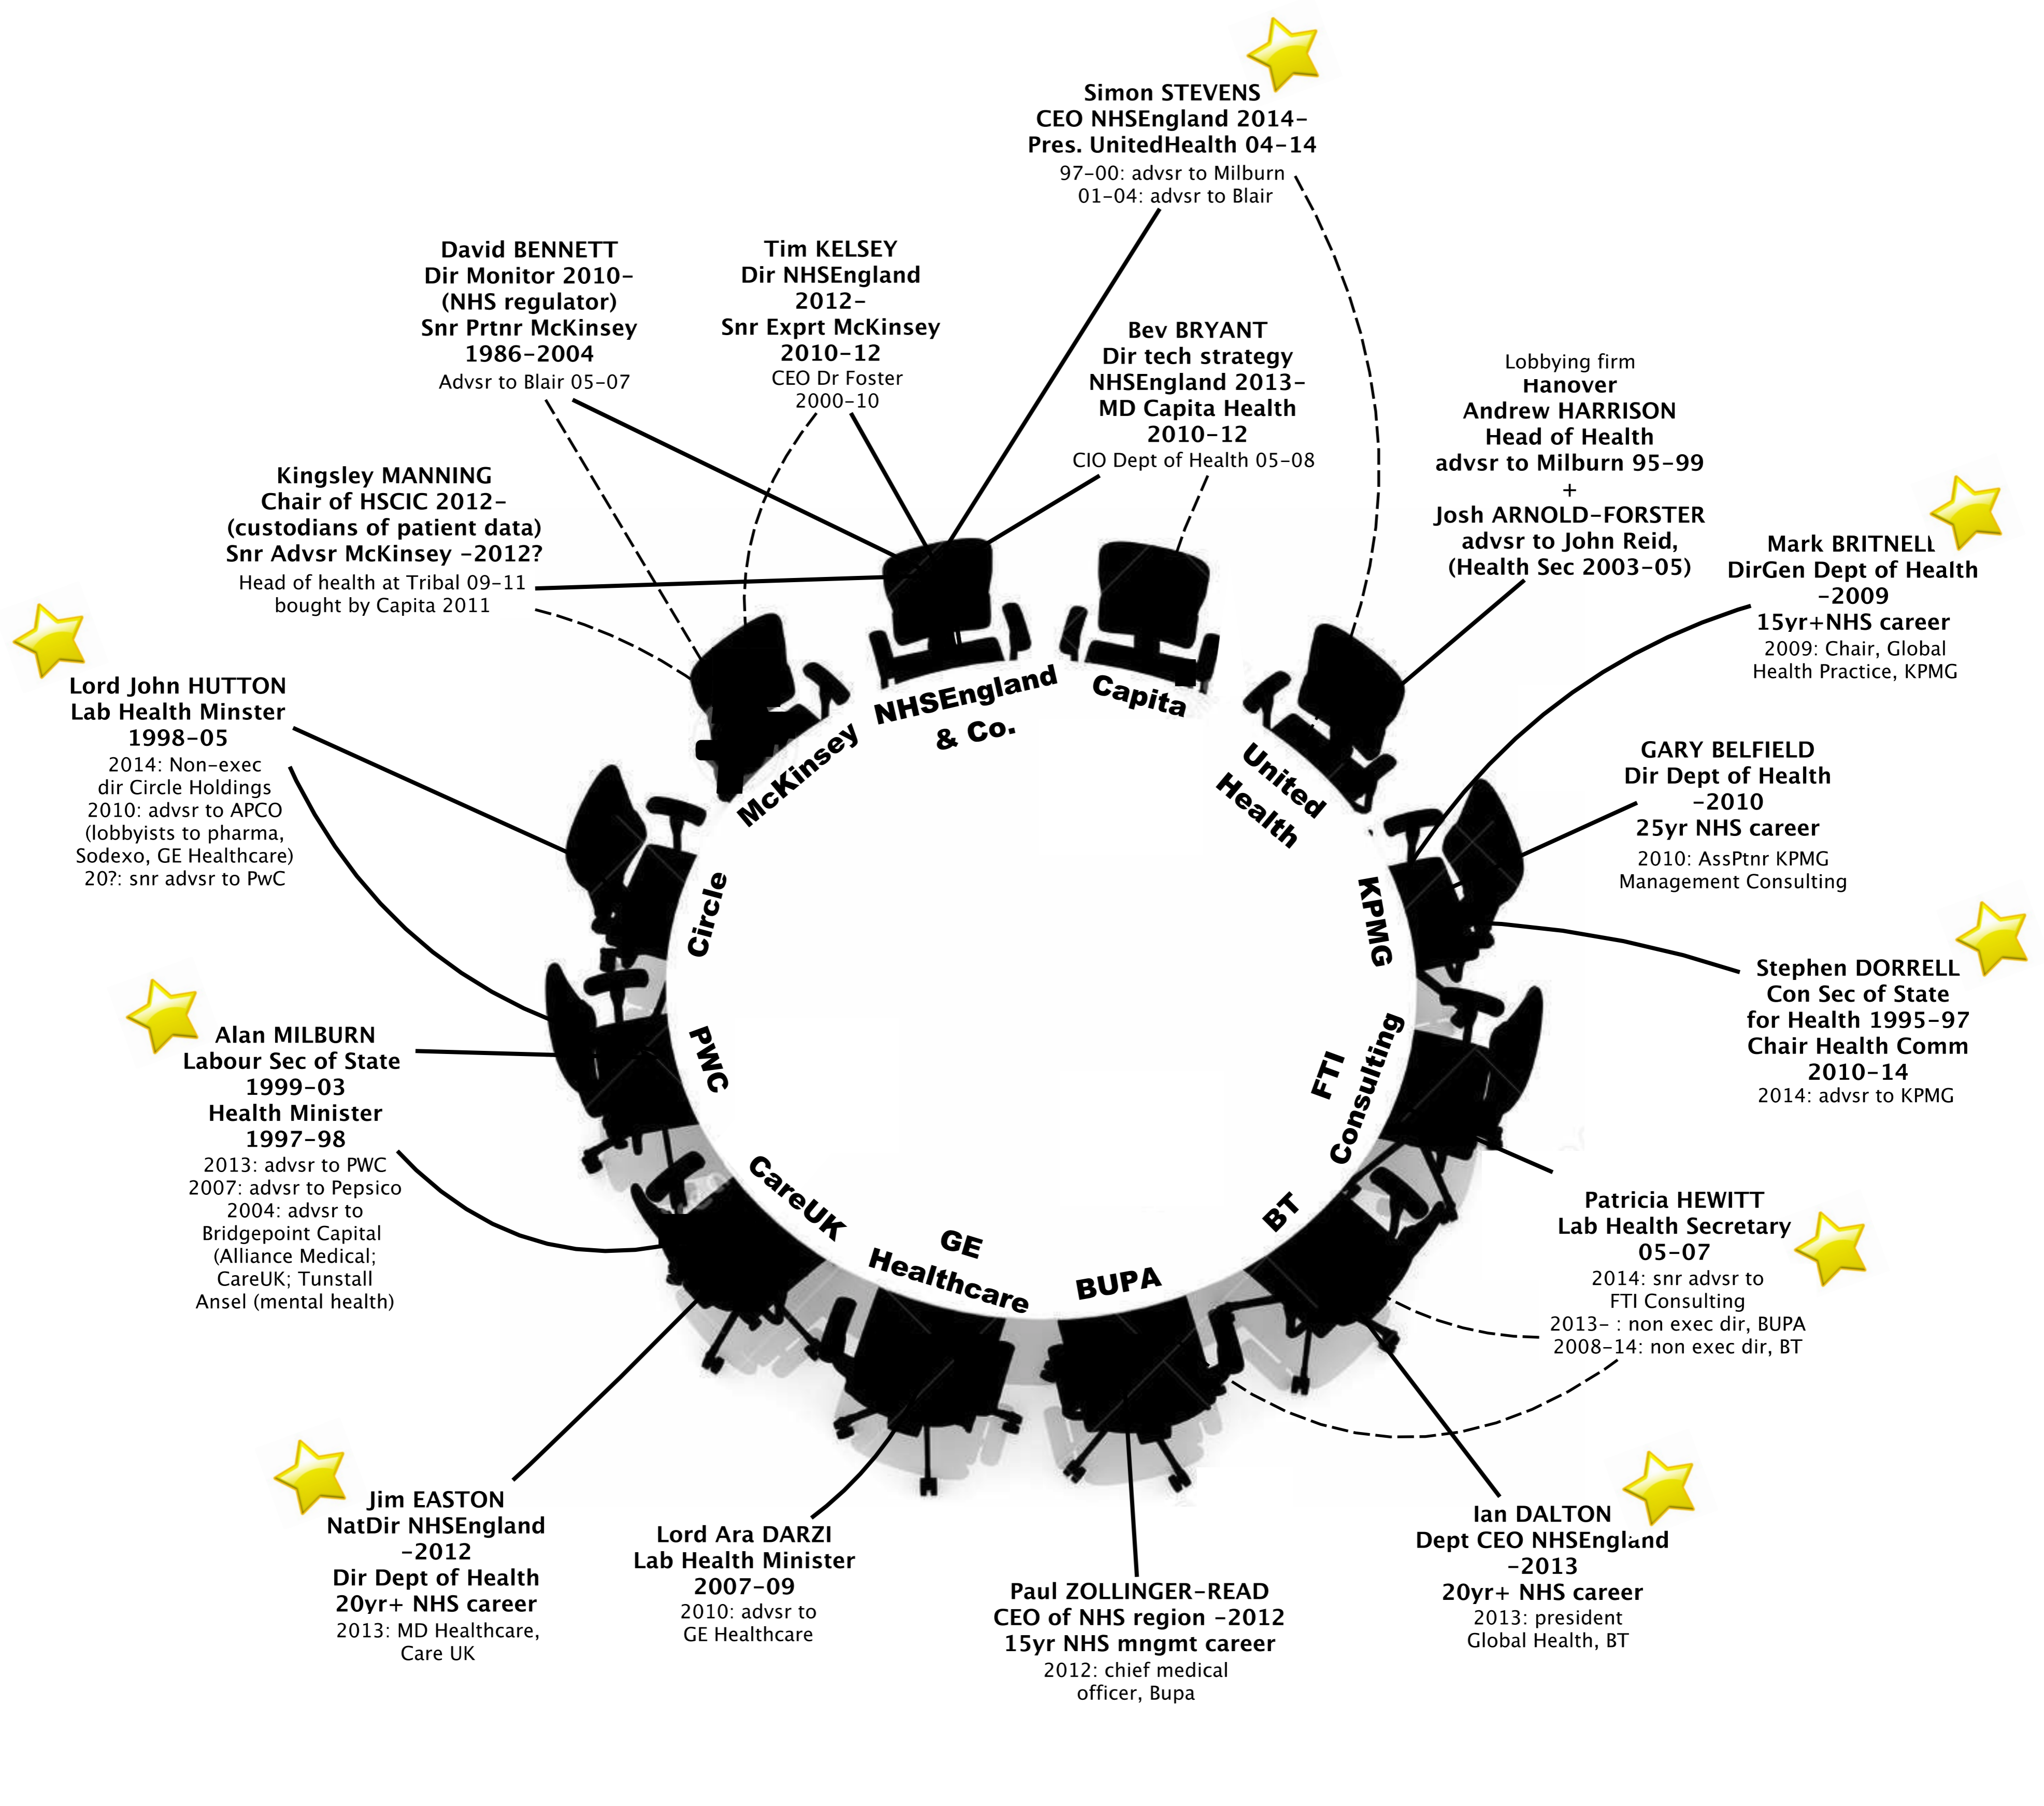 Simon STEVENS
CEO NHSEngland 2014-
Pres. UnitedHealth 04-14
97-00: advsr to Milburn
01-04: advsr to Blair
David BENNETT
Dir Monitor 2010-
(NHS regulator)
Snr Prtnr McKinsey
1986-2004
Advsr to Blair 05-07
Tim KELSEY
Dir NHSEngland
2012-
Snr Exprt McKinsey
2010-12
CEO Dr Foster
2000-10
Bev BRYANT
Dir tech strategy
NHSEngland 2013-
MD Capita Health
2010-12
CIO Dept of Health 05-08
Lobbying firm
Hanover
Andrew HARRISON
Head of Health
advsr to Milburn 95-99
+
Josh ARNOLD-FORSTER
advsr to John Reid,
(Health Sec 2003-05)
Kingsley MANNING
Chair of HSCIC 2012-
(custodians of patient data)
Snr Advsr McKinsey -2012?
Head of health at Tribal 09-11
bought by Capita 2011
Mark BRITNELL
DirGen Dept of Health
-2009
15yr+NHS career
2009: Chair, Global
Health Practice, KPMG
Lord John HUTTON
Lab Health Minster
1998-05
2014: Non-exec
dir Circle Holdings
2010: advsr to APCO
(lobbyists to pharma,
Sodexo, GE Healthcare)
20?: snr advsr to PwC
GARY BELFIELD
Dir Dept of Health
-2010
25yr NHS career
2010: AssPtnr KPMG
Management Consulting
McKinsey
NHSEngland
& Co.
Capita
United
Health
Circle
KPMG
PWC
FTI
Consulting
CareUK
GE
Healthcare
BUPA
BT
Stephen DORRELL
Con Sec of State
for Health 1995-97
Chair Health Comm
2010-14
2014: advsr to KPMG
Alan MILBURN
Labour Sec of State
1999-03
Health Minister
1997-98
2013: advsr to PWC
2007: advsr to Pepsico
2004: advsr to
Bridgepoint Capital
(Alliance Medical;
CareUK; Tunstall
Ansel (mental health)
Patricia HEWITT
Lab Health Secretary
05-07
2014: snr advsr to
FTI Consulting
2013- : non exec dir, BUPA
2008-14: non exec dir, BT
Jim EASTON
NatDir NHSEngland
-2012
Dir Dept of Health
20yr+ NHS career
2013: MD Healthcare,
Care UK
Lord Ara DARZI
Lab Health Minister
2007-09
2010: advsr to
GE Healthcare
Paul ZOLLINGER-READ
CEO of NHS region -2012
15yr NHS mngmt career
2012: chief medical
officer, Bupa
Ian DALTON
Dept CEO NHSEngland
-2013
20yr+ NHS career
2013: president
Global Health, BT